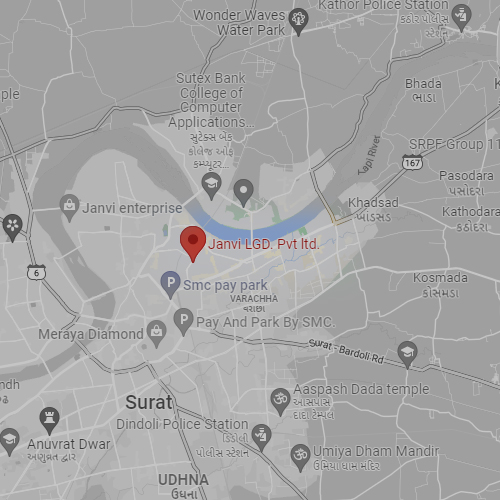 Wonder Waves
Water Park
Kathor Police Station
કઠોર પોલીસ
સ્ટેશન
Sutex Bank
College of
Computer
Applications...
સુટેક્સ બેંક
કોલેજ ઓફ
કમ્પ્યુટર...
ple
Bhada
ભાડા
Tapi River
SRPF Group 11
167
Pasodara
પસોદરા
Janvi enterprise
Khadsad
ખડસદ
Kathodara
કઠોદરા
Janvi LGD. Pvt ltd.
6
Smc pay park
VARACHHA
વરાછા
Kosmada
કોસમડા
Pay And Park By SMC.
Meraya Diamond
Surat - Bardoli Rd
ndh
Aaspash Dada temple
આસપાસ
દાદા ટેમ્પલ
Surat
Dindoli Police Station
ડિંડોલી
પોલીસ સ્ટેશન
Anuvrat Dwar
અણુવ્રત દ્વાર
Umiya Dham Mandir
ઉમિયાધામ મંદિર
UDHNA
ઉધના